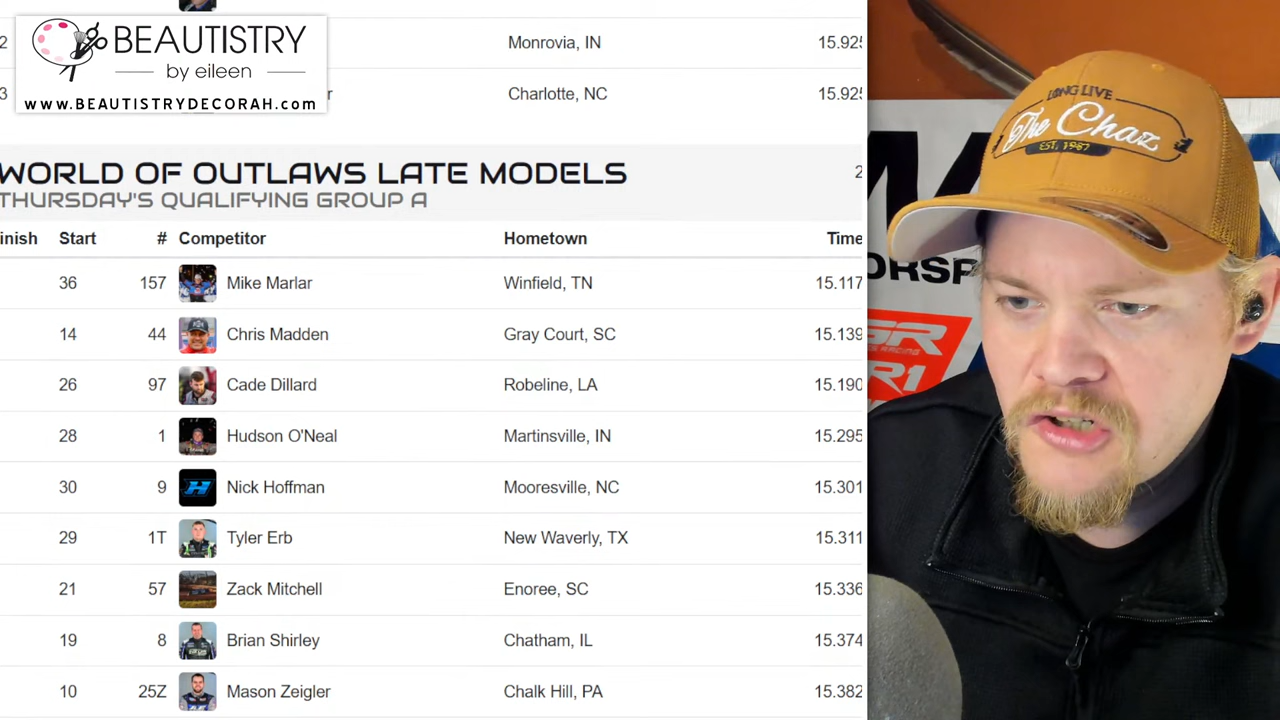 BEAUTISTRY
by eileen
www.BEAUTISTRYDECORAH.com
2 Monrovia, IN 15.925
3 r Charlotte, NC 15.925
WORLD OF OUTLAWS LATE MODELS 2
THURSDAY'S QUALIFYING GROUP A
inish Start # Competitor Hometown Time
36 157 Mike Marlar Winfield, TN 15.117
14 44 Chris Madden Gray Court, SC 15.139
26 97 Cade Dillard Robeline, LA 15.190
28 1 Hudson O'Neal Martinsville, IN 15.295
30 9 H Nick Hoffman Mooresville, NC 15.301
29 1T Tyler Erb New Waverly, TX 15.311
21 57 Zack Mitchell Enoree, SC 15.336
19 8 Brian Shirley Chatham, IL 15.374
10 25Z Mason Zeigler Chalk Hill, PA 15.382
LONG LIVE
The Chaz
EST. 1987
ORSP
SR
R1